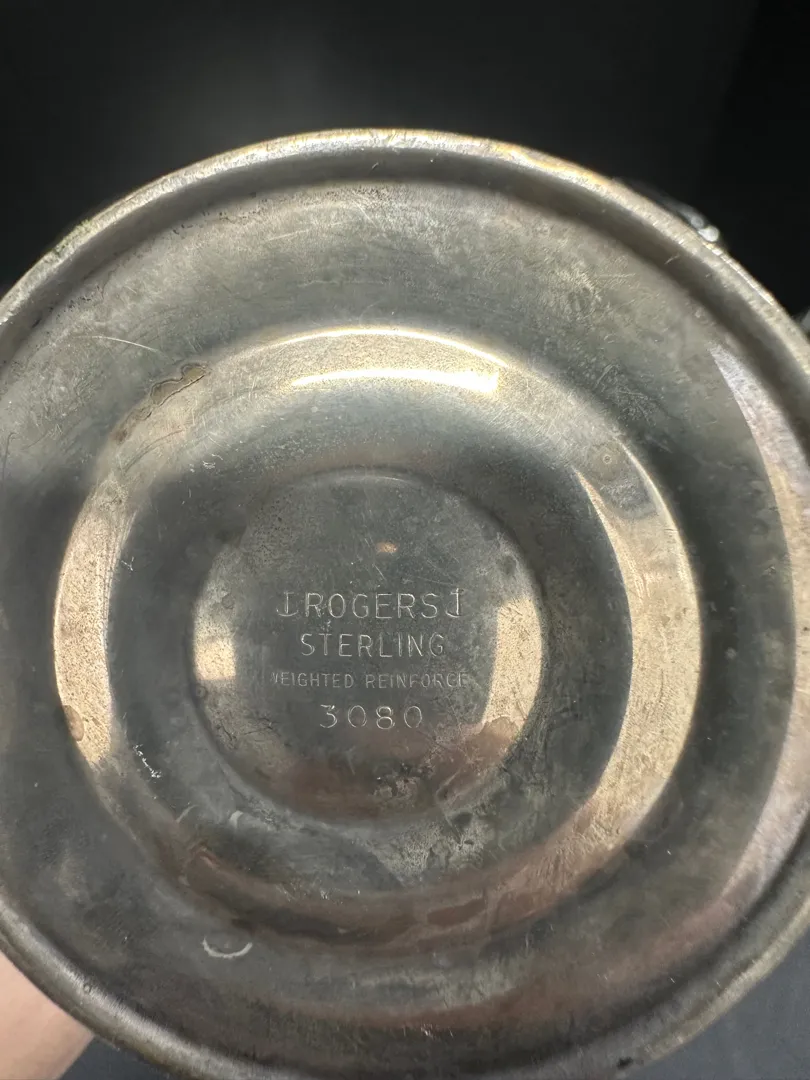 ROGERS
STERLING
WEIGHTED REINFORCE
3080